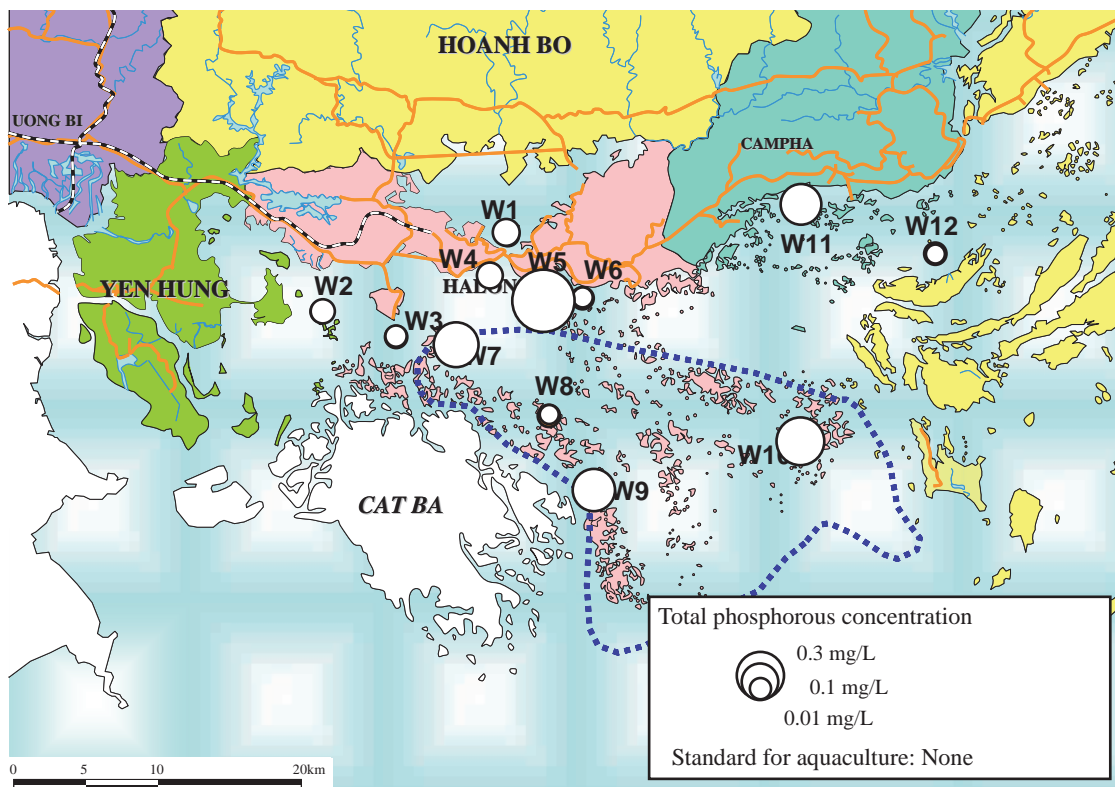 HOANH BO
UONG BI
CAMPHA
W1
W11
W12
W4
W5
W6
HALON
YEN HUNG
W2
W3
W7
W8
W10
W9
CAT BA
Total phosphorous concentration
0.3 mg/L
0.1 mg/L
0.01 mg/L
Standard for aquaculture: None
0 5 10 20km